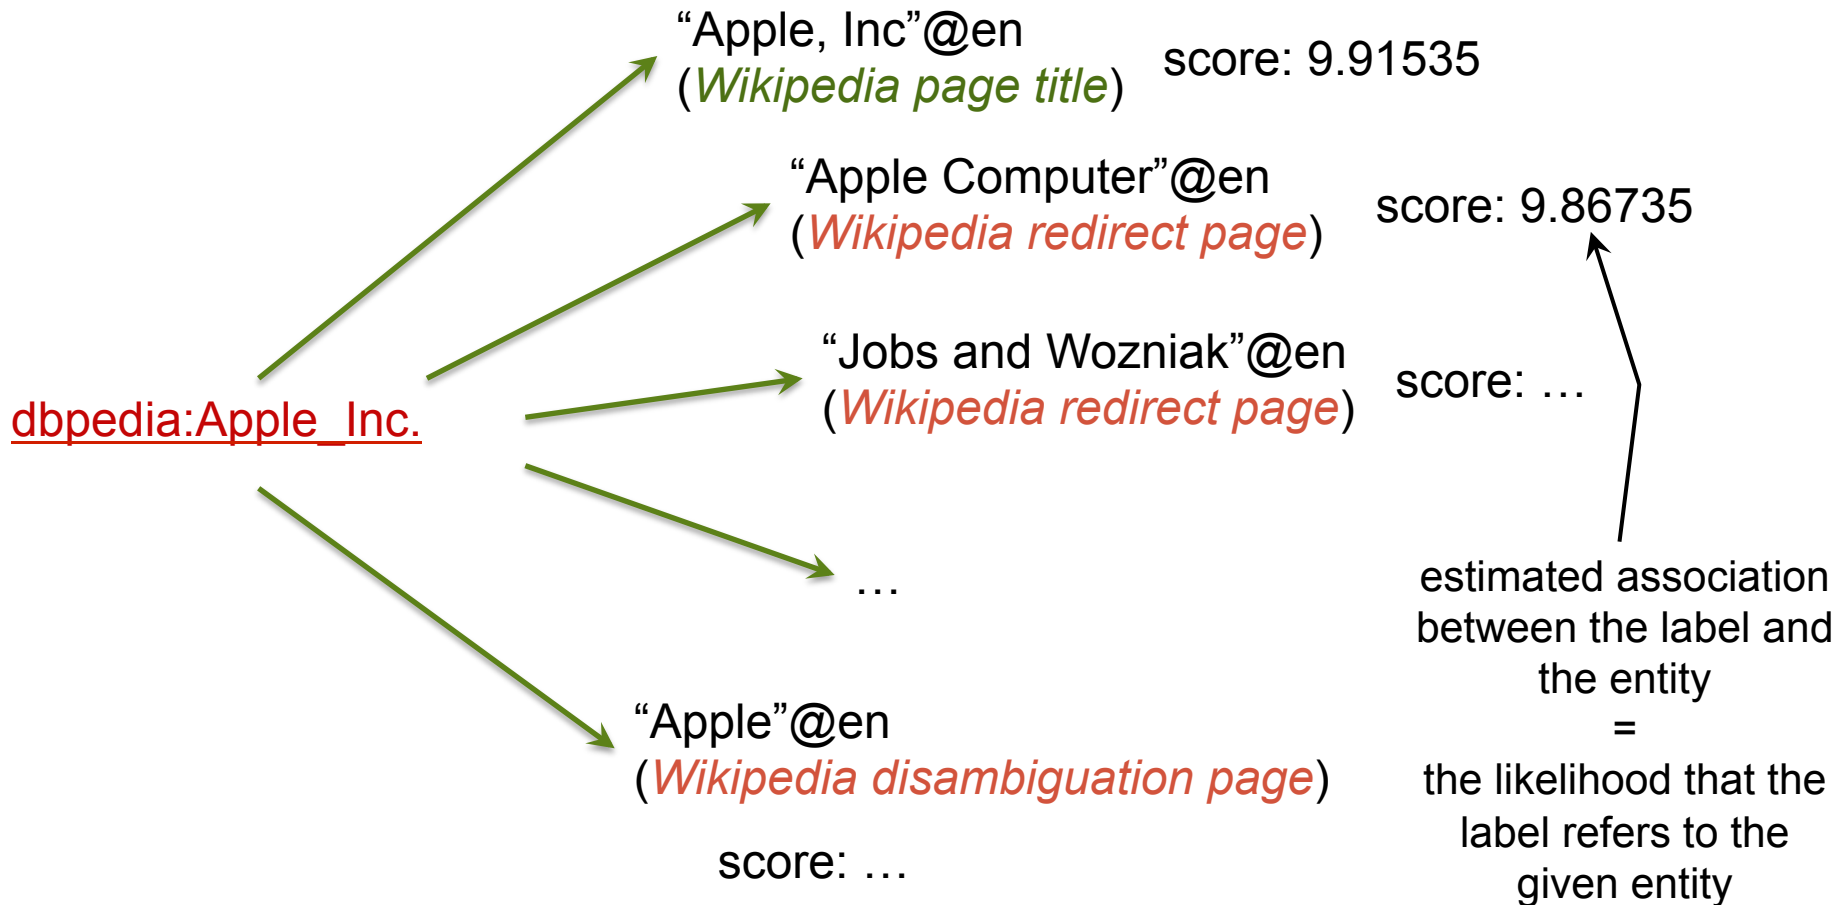 “Apple, Inc”@en
(Wikipedia page title)
score: 9.91535
“Apple Computer”@en
(Wikipedia redirect page)
score: 9.86735
“Jobs and Wozniak”@en
(Wikipedia redirect page)
score: …
dbpedia:Apple_Inc.
…
“Apple”@en
(Wikipedia disambiguation page)
score: …
estimated association
between the label and
the entity
=
the likelihood that the
label refers to the
given entity